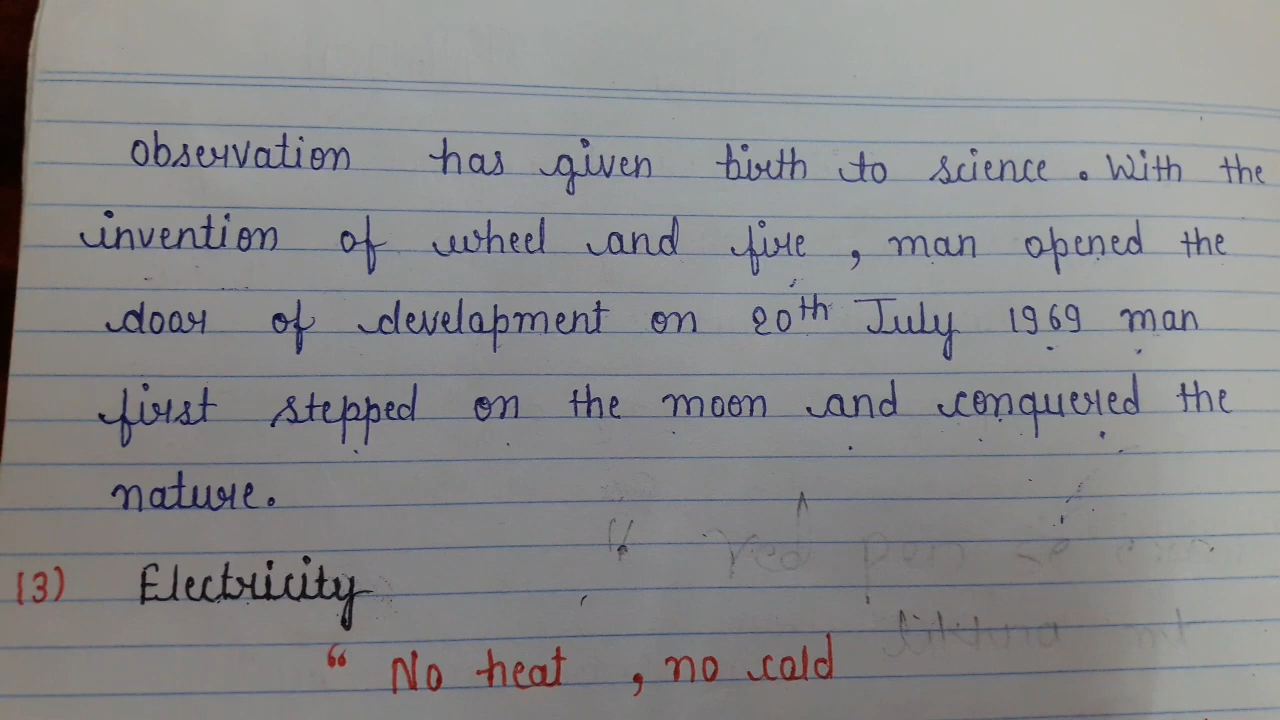 observation has given birth to science. With the
invention of wheel and fire, man opened the
door of development on 20th July 1969 man
first stepped on the moon and conquered the
nature.
(3) Electricity
“ No heat, no cold